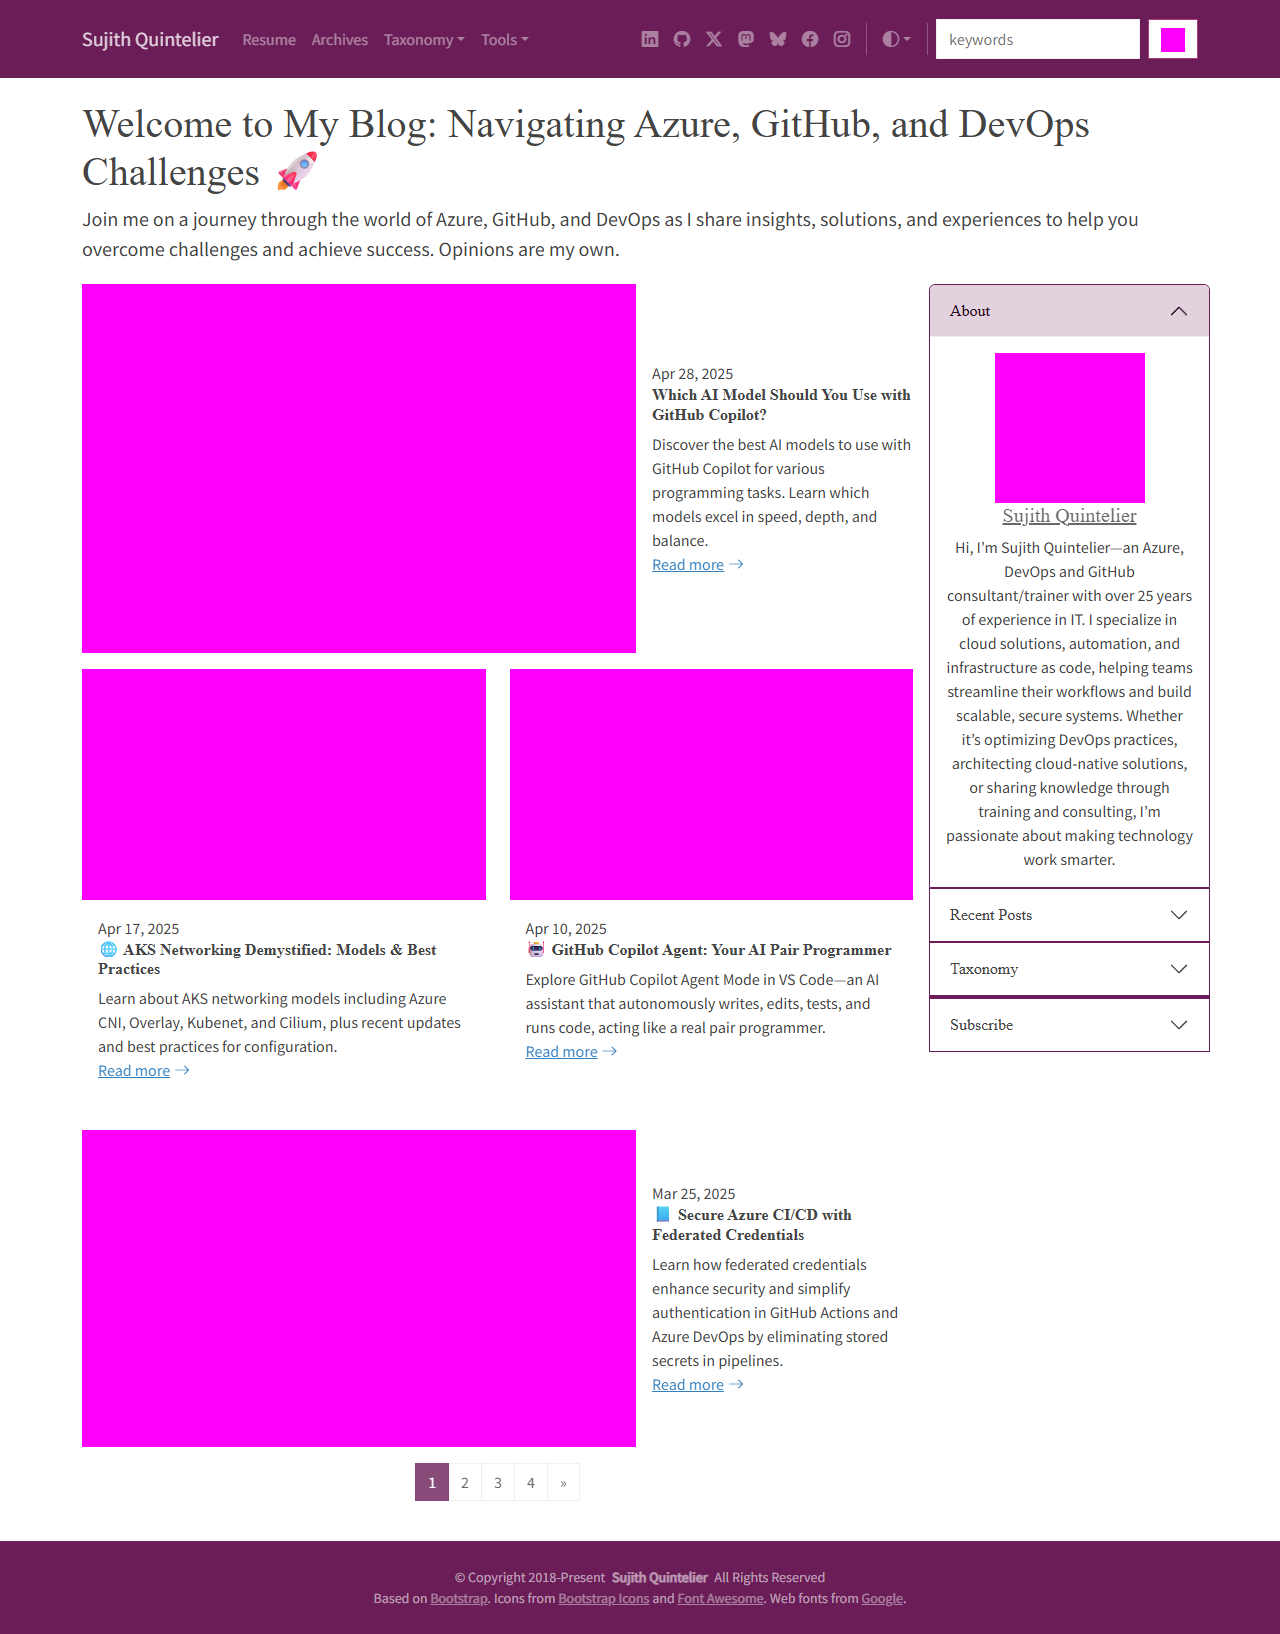 Sujith Quintelier Resume Archives Taxonomy Tools keywords
Welcome to My Blog: Navigating Azure, GitHub, and DevOps
Challenges 🚀
Join me on a journey through the world of Azure, GitHub, and DevOps as I share insights, solutions, and experiences to help you
overcome challenges and achieve success. Opinions are my own.
Apr 28, 2025
Which AI Model Should You Use with
GitHub Copilot?
Discover the best AI models to use with
GitHub Copilot for various
programming tasks. Learn which
models excel in speed, depth, and
balance.
Read more →
Apr 17, 2025
🌐 AKS Networking Demystified: Models & Best
Practices
Learn about AKS networking models including Azure
CNI, Overlay, Kubenet, and Cilium, plus recent updates
and best practices for configuration.
Read more →
Apr 10, 2025
🤖 GitHub Copilot Agent: Your AI Pair Programmer
Explore GitHub Copilot Agent Mode in VS Code—an AI
assistant that autonomously writes, edits, tests, and
runs code, acting like a real pair programmer.
Read more →
Mar 25, 2025
📘 Secure Azure CI/CD with
Federated Credentials
Learn how federated credentials
enhance security and simplify
authentication in GitHub Actions and
Azure DevOps by eliminating stored
secrets in pipelines.
Read more →
1 2 3 4 »
About
Sujith Quintelier
Hi, I’m Sujith Quintelier—an Azure,
DevOps and GitHub
consultant/trainer with over 25 years
of experience in IT. I specialize in
cloud solutions, automation, and
infrastructure as code, helping teams
streamline their workflows and build
scalable, secure systems. Whether
it’s optimizing DevOps practices,
architecting cloud-native solutions,
or sharing knowledge through
training and consulting, I’m
passionate about making technology
work smarter.
Recent Posts
Taxonomy
Subscribe
© Copyright 2018-Present Sujith Quintelier All Rights Reserved
Based on Bootstrap. Icons from Bootstrap Icons and Font Awesome. Web fonts from Google.